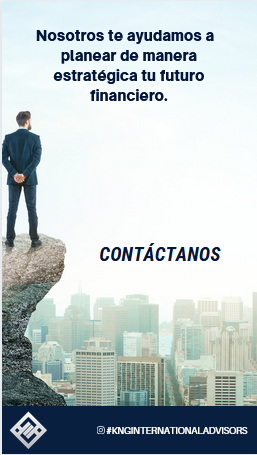 Nosotros te ayudamos a
planear de manera
estratégica tu futuro
financiero.
CONTÁCTANOS
#KNGINTERNATIONALADVISORS